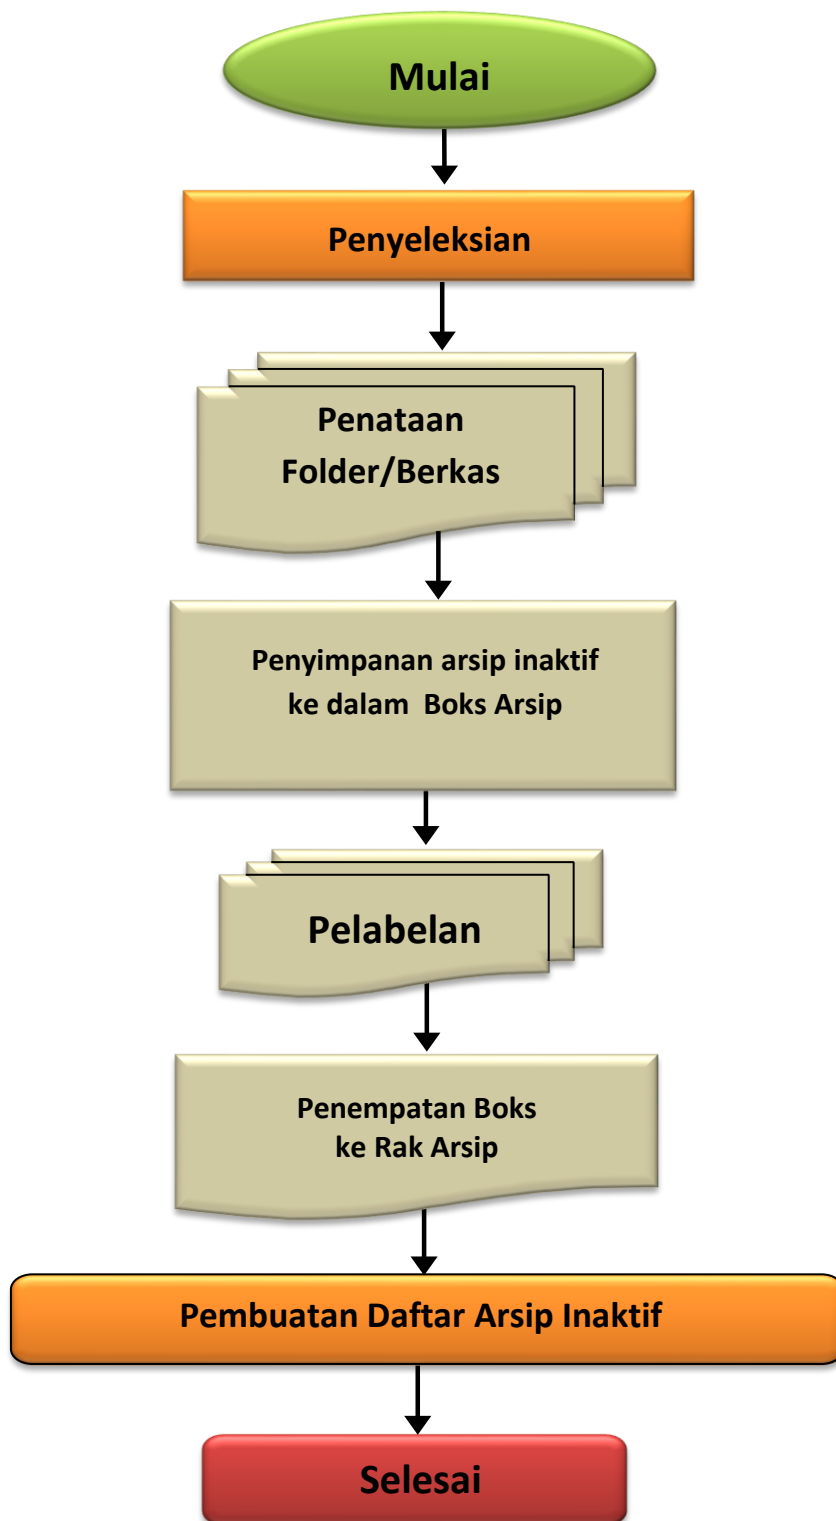 Mulai
Penyeleksian
Penataan
Folder/Berkas
Penyimpanan arsip inaktif
ke dalam Boks Arsip
Pelabelan
Penempatan Boks
ke Rak Arsip
Pembuatan Daftar Arsip Inaktif
Selesai